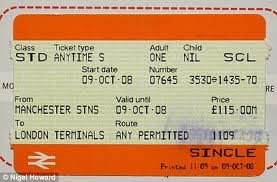 Class Ticket type Adult Child
STD ANYTIME S ONE NIL SCL
Start date Number
09·OCT·08 07645 3530®1435-70
From Valid until Price
MANCHESTER STNS 09·OCT·08 £115·00M
To Route
LONDON TERMINALS ANY PERMITTED 1109
SINGLE
Printed 11:09 on 09-OCT-08
© Nigel Howard